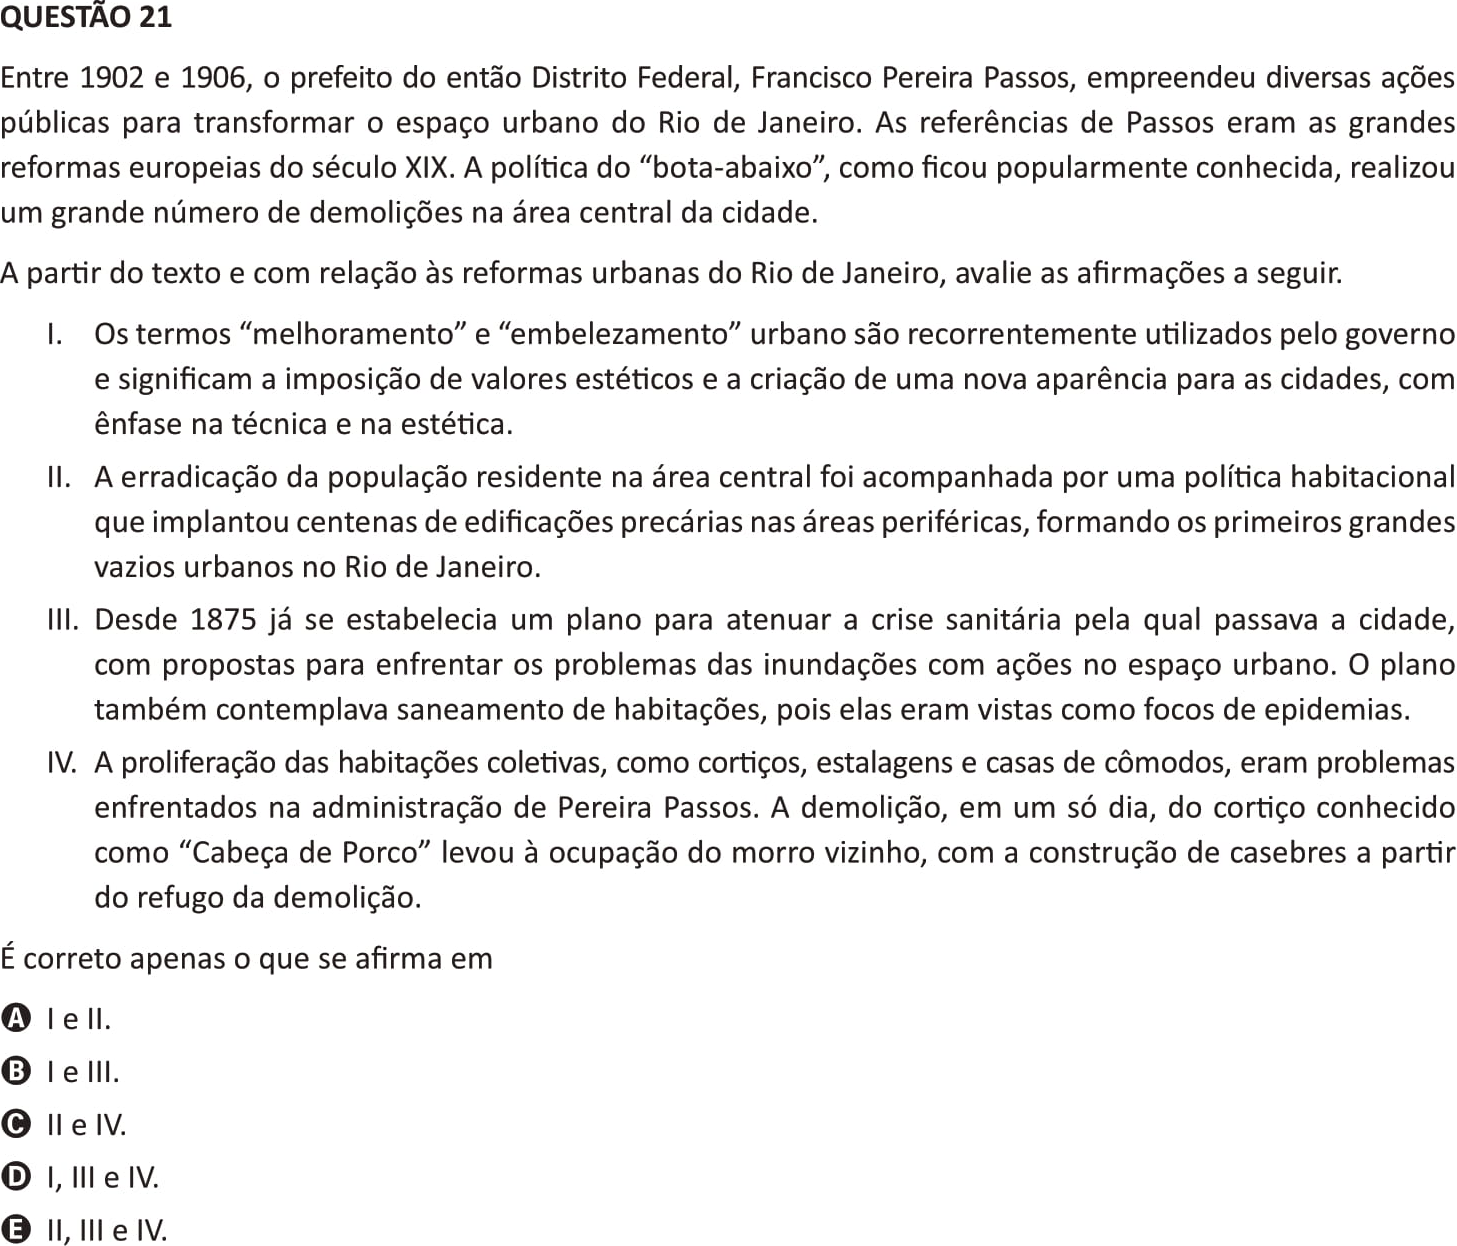 QUESTÃO 21
Entre 1902 e 1906, o prefeito do então Distrito Federal, Francisco Pereira Passos, empreendeu diversas ações
públicas para transformar o espaço urbano do Rio de Janeiro. As referências de Passos eram as grandes
reformas europeias do século XIX. A política do “bota-abaixo”, como ficou popularmente conhecida, realizou
um grande número de demolições na área central da cidade.
A partir do texto e com relação às reformas urbanas do Rio de Janeiro, avalie as afirmações a seguir.
I. Os termos “melhoramento” e “embelezamento” urbano são recorrentemente utilizados pelo governo
e significam a imposição de valores estéticos e a criação de uma nova aparência para as cidades, com
ênfase na técnica e na estética.
II. A erradicação da população residente na área central foi acompanhada por uma política habitacional
que implantou centenas de edificações precárias nas áreas periféricas, formando os primeiros grandes
vazios urbanos no Rio de Janeiro.
III. Desde 1875 já se estabelecia um plano para atenuar a crise sanitária pela qual passava a cidade,
com propostas para enfrentar os problemas das inundações com ações no espaço urbano. O plano
também contemplava saneamento de habitações, pois elas eram vistas como focos de epidemias.
IV. A proliferação das habitações coletivas, como cortiços, estalagens e casas de cômodos, eram problemas
enfrentados na administração de Pereira Passos. A demolição, em um só dia, do cortiço conhecido
como “Cabeça de Porco” levou à ocupação do morro vizinho, com a construção de casebres a partir
do refugo da demolição.
É correto apenas o que se afirma em
A I e II.
B I e III.
C II e IV.
D I, III e IV.
E II, III e IV.